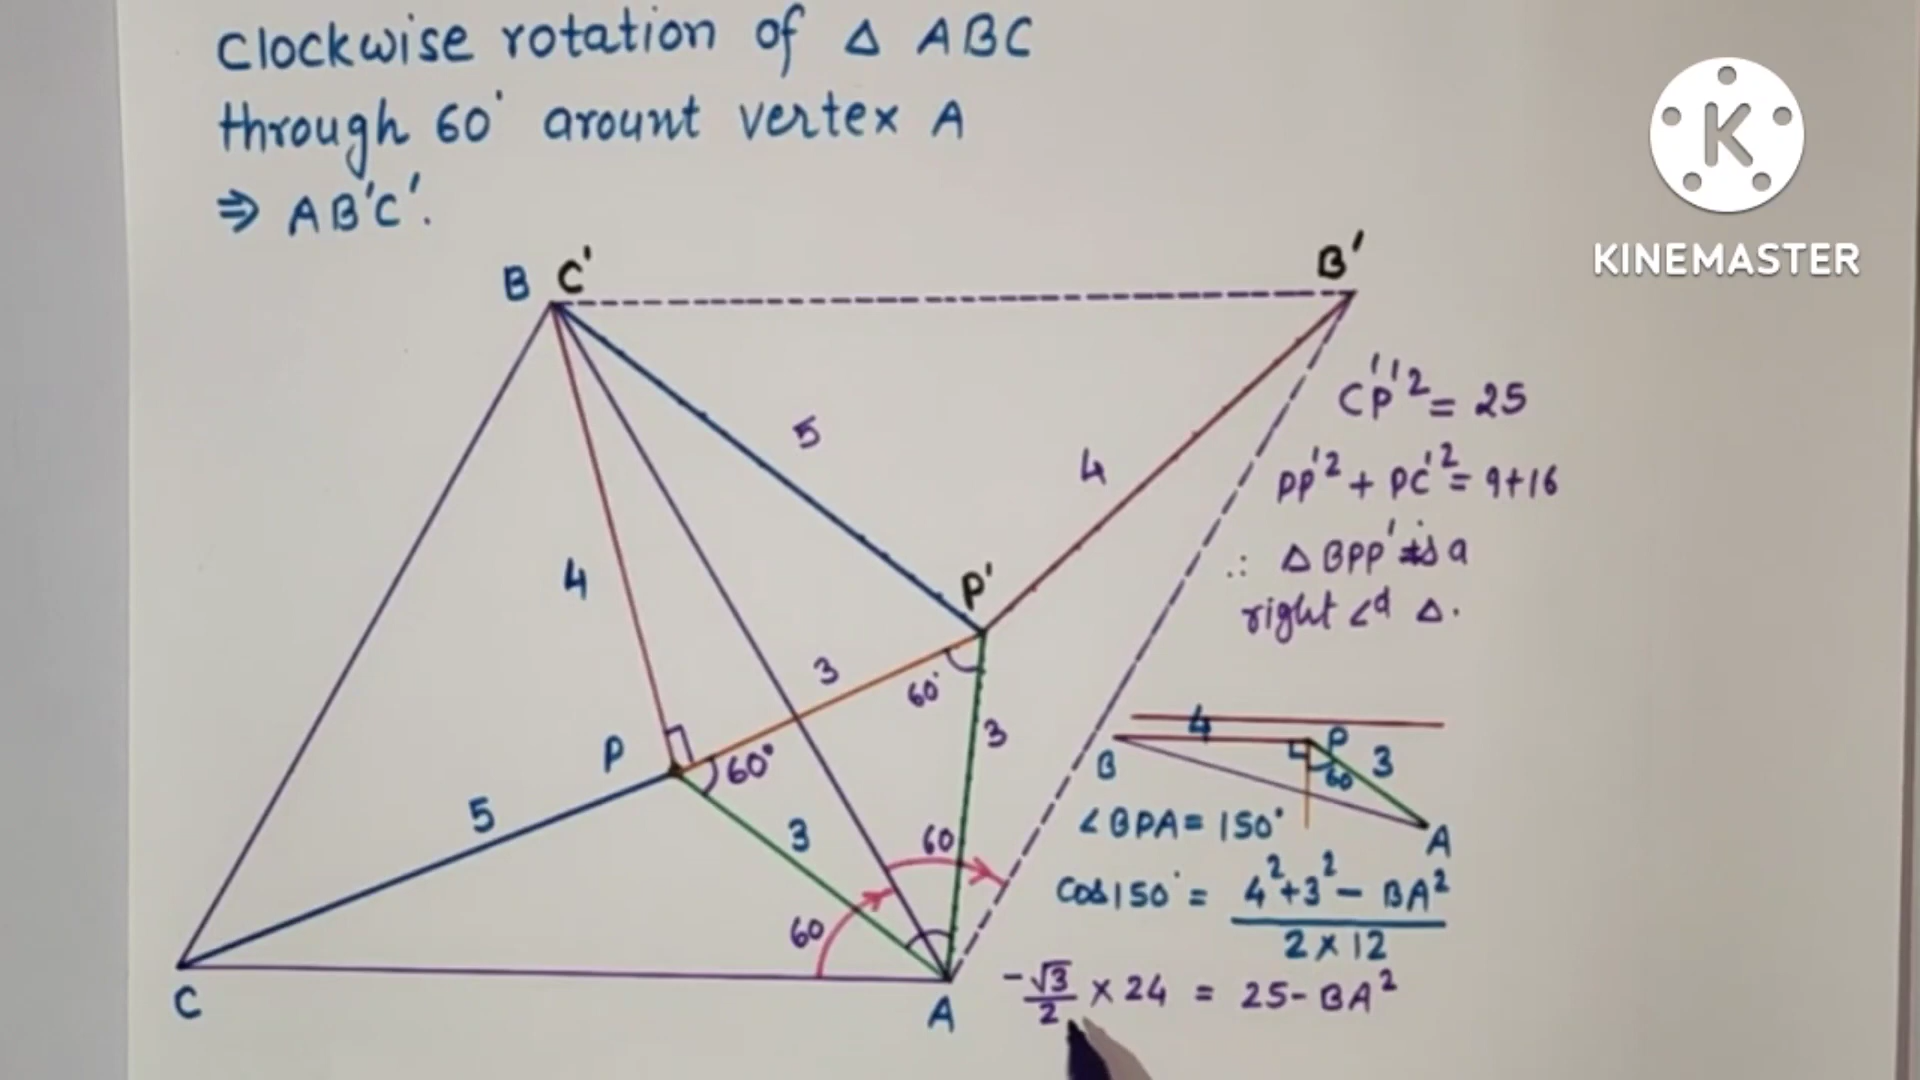 Clockwise rotation of Δ ABC
through 60° arount vertex A
⇒ AB'C'.
K
KINEMASTER
B C'
B'
C'P'² = 25
5
4
PP'² + PC'² = 9+16
∴ Δ BPP' is a
right ∠d Δ.
4
P'
3
60°
3
P
60°
4
P
B
60
3
A
5
3
60
60
∠BPA = 150°
Cos150° = 4²+3² - BA²
2 × 12
-√3/2 × 24 = 25 - BA²
C
A